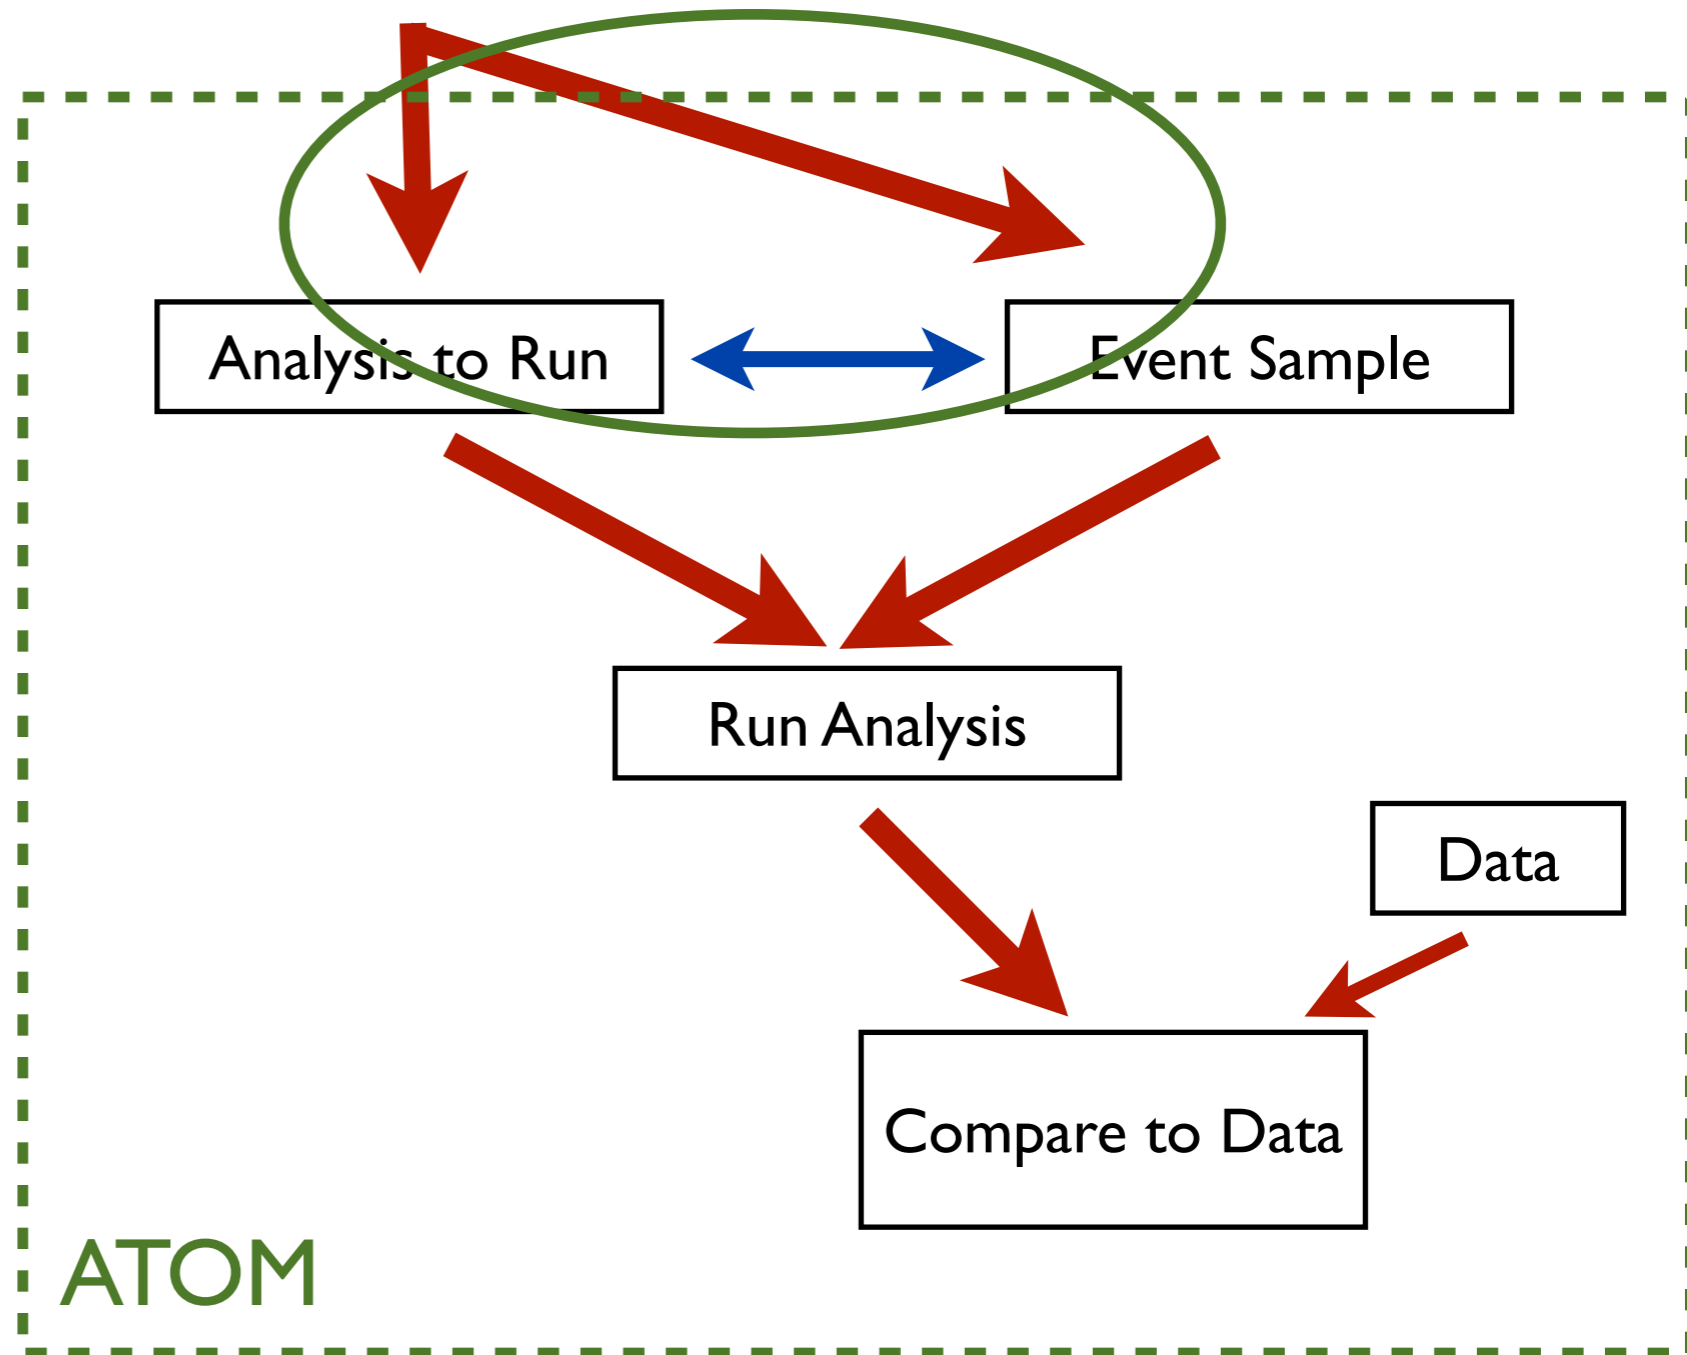 Analysis to Run
Event Sample
Run Analysis
Data
Compare to Data
ATOM